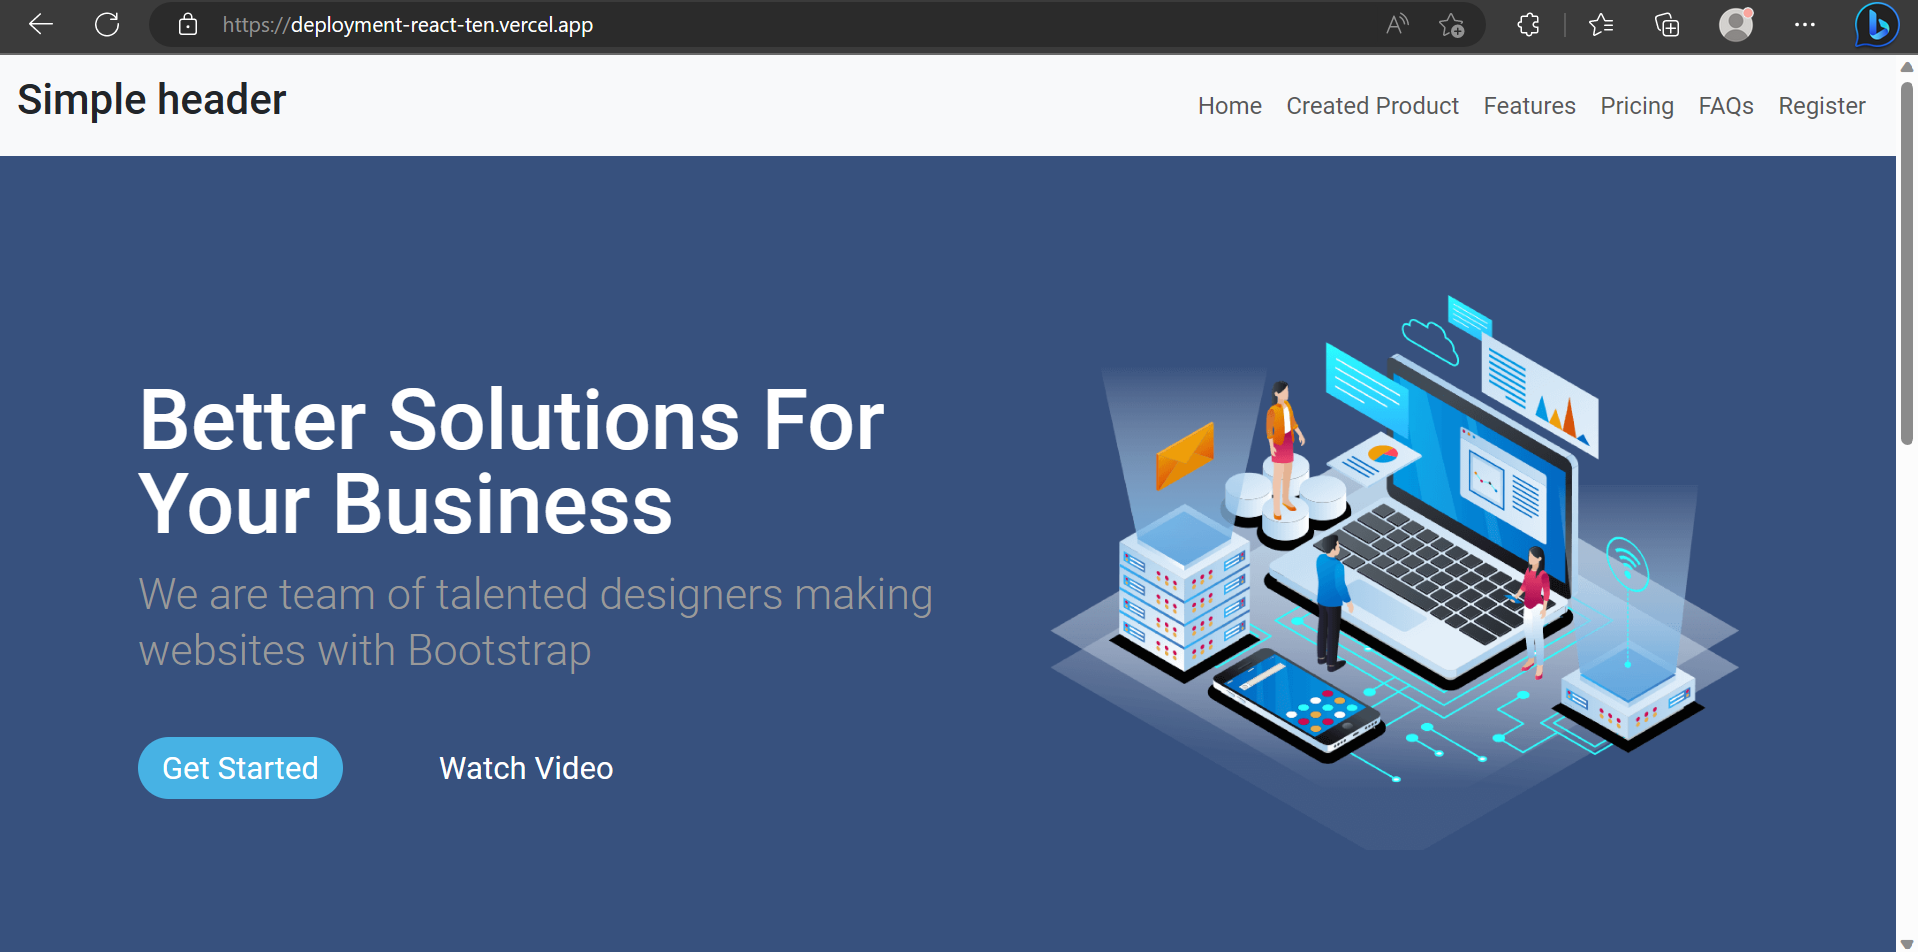 https://deployment-react-ten.vercel.app
Simple header
Home Created Product Features Pricing FAQs Register
Better Solutions For
Your Business
We are team of talented designers making
websites with Bootstrap
Get Started Watch Video